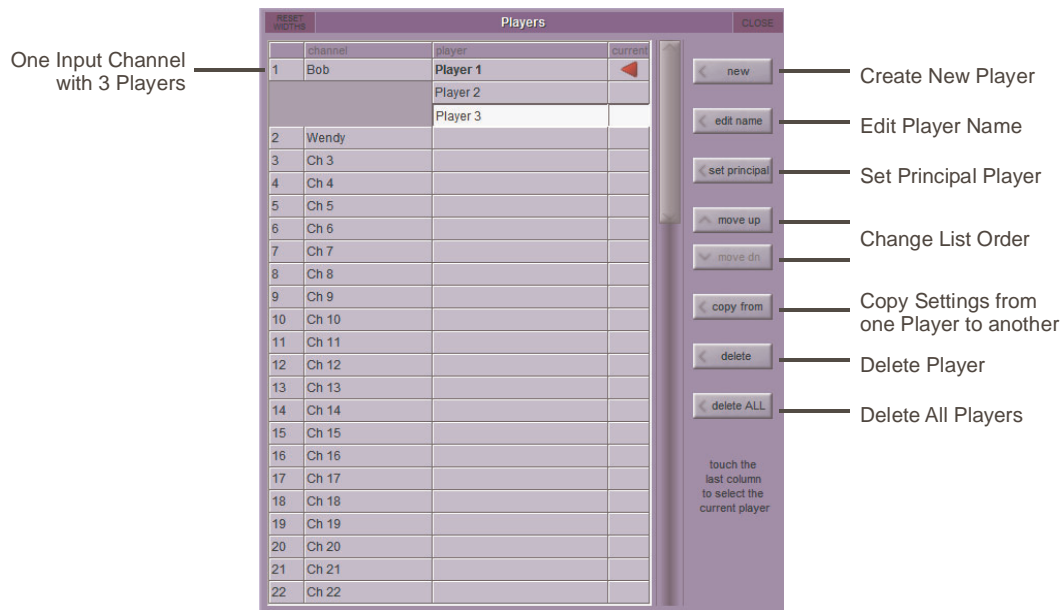 RESET
WIDTHS
Players
CLOSE
channel player current
One Input Channel
with 3 Players
1 Bob Player 1
Player 2
Player 3
2 Wendy
3 Ch 3
4 Ch 4
5 Ch 5
6 Ch 6
7 Ch 7
8 Ch 8
9 Ch 9
10 Ch 10
11 Ch 11
12 Ch 12
13 Ch 13
14 Ch 14
15 Ch 15
16 Ch 16
17 Ch 17
18 Ch 18
19 Ch 19
20 Ch 20
21 Ch 21
22 Ch 22
new
Create New Player
edit name
Edit Player Name
set principal
Set Principal Player
move up
move dn
Change List Order
copy from
Copy Settings from
one Player to another
delete
Delete Player
delete ALL
Delete All Players
touch the
last column
to select the
current player